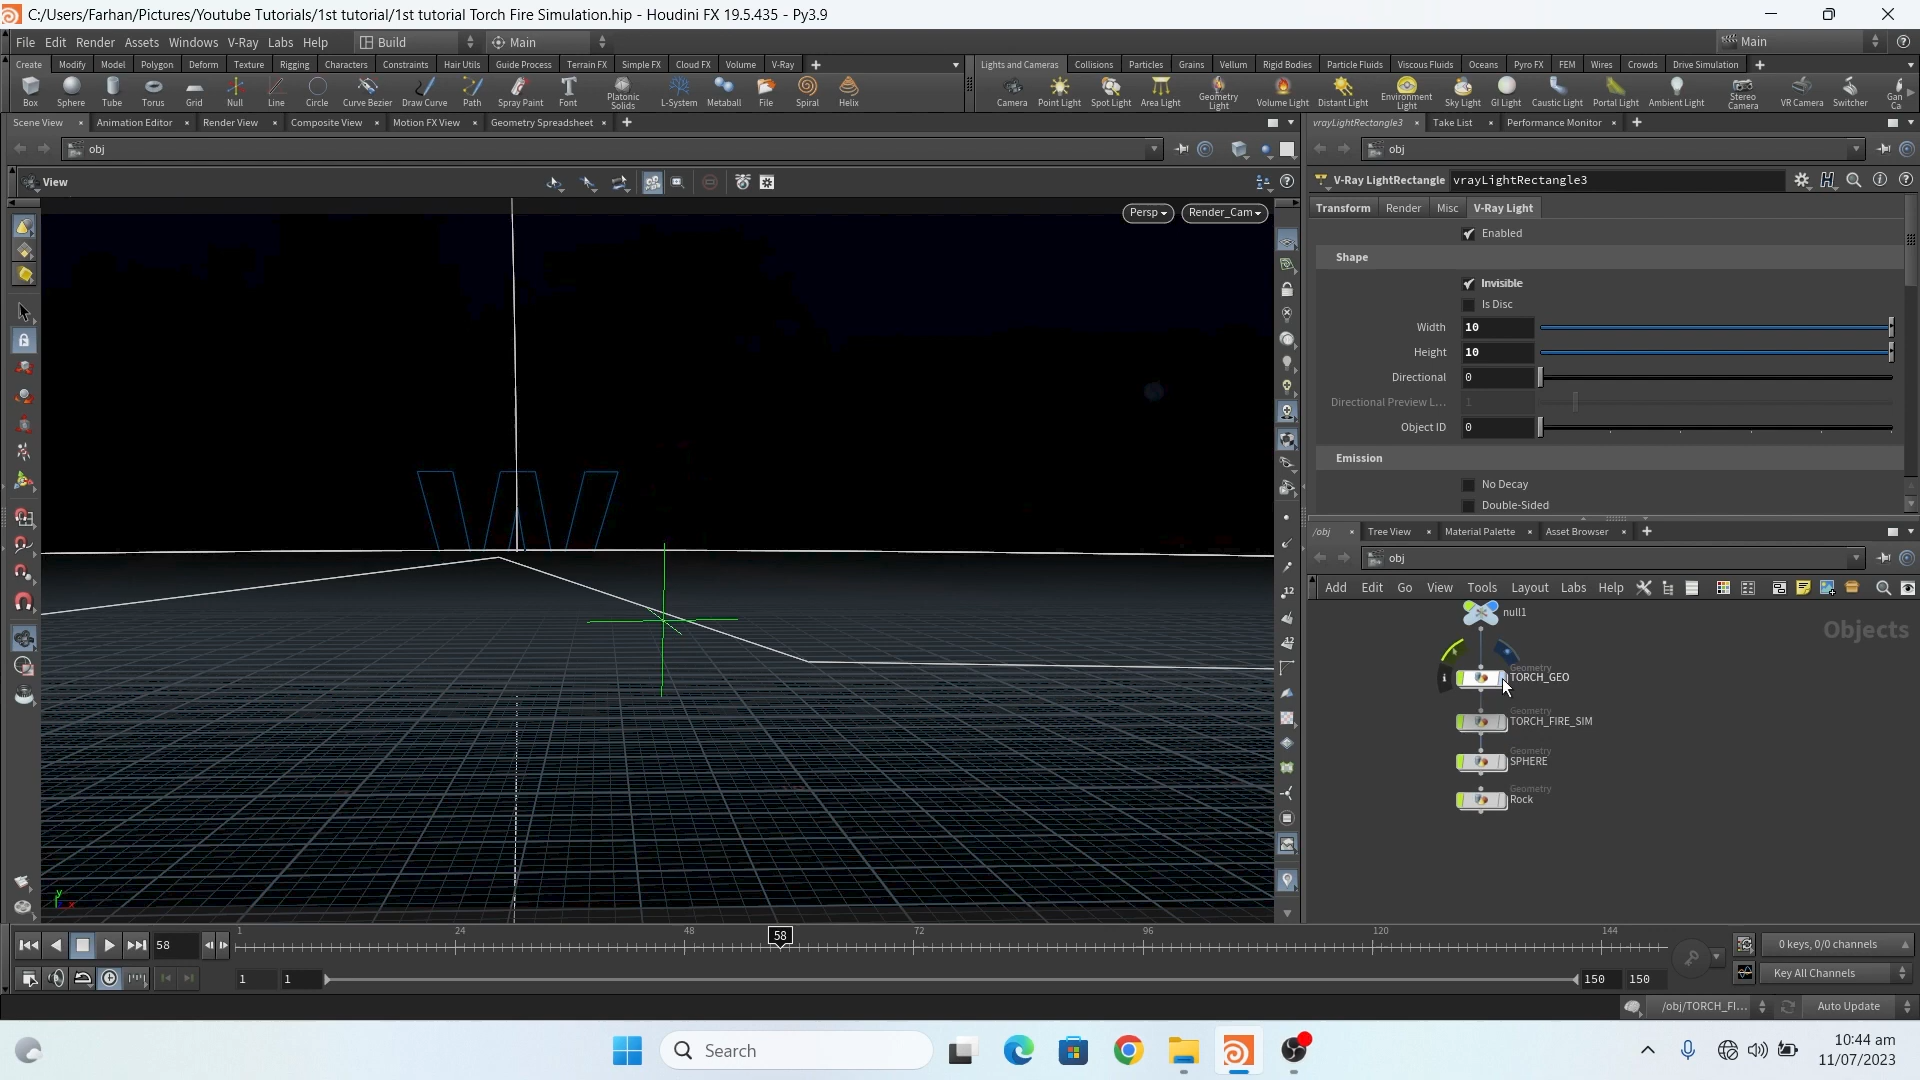 C:/Users/Farhan/Pictures/Youtube Tutorials/1st tutorial/1st tutorial Torch Fire Simulation.hip - Houdini FX 19.5.435 - Py3.9
File Edit Render Assets Windows V-Ray Labs Help Build Main Main
Create Modify Model Polygon Deform Texture Rigging Characters Constraints Hair Utils Guide Process Terrain FX Simple FX Cloud FX Volume V-Ray
Lights and Cameras Collisions Particles Grains Vellum Rigid Bodies Particle Fluids Viscous Fluids Oceans Pyro FX FEM Wires Crowds Drive Simulation
Box Sphere Tube Torus Grid Null Line Circle Curve Bezier Draw Curve Path Spray Paint Font Platonic Solids L-System Metaball File Spiral Helix
Camera Point Light Spot Light Area Light Geometry Light Volume Light Distant Light Environment Light Sky Light GI Light Caustic Light Portal Light Ambient Light Stereo Camera VR Camera Switcher Gan Ca
Scene View Animation Editor Render View Composite View Motion FX View Geometry Spreadsheet
vrayLightRectangle3 Take List Performance Monitor
obj
obj
View
Persp Render_Cam
V-Ray LightRectangle vrayLightRectangle3
Transform Render Misc V-Ray Light
Enabled
Shape
Invisible
Is Disc
Width 10
Height 10
Directional 0
Directional Preview L... 1
Object ID 0
Emission
No Decay
Double-Sided
/obj Tree View Material Palette Asset Browser
obj
Add Edit Go View Tools Layout Labs Help
null1
Objects
Geometry
TORCH_GEO
Geometry
TORCH_FIRE_SIM
Geometry
SPHERE
Geometry
Rock
12
12
y
x
58 1 24 48 58 72 96 120 144
0 keys, 0/0 channels
1 1 150 150
Key All Channels
/obj/TORCH_FI... Auto Update
Search
10:44 am
11/07/2023